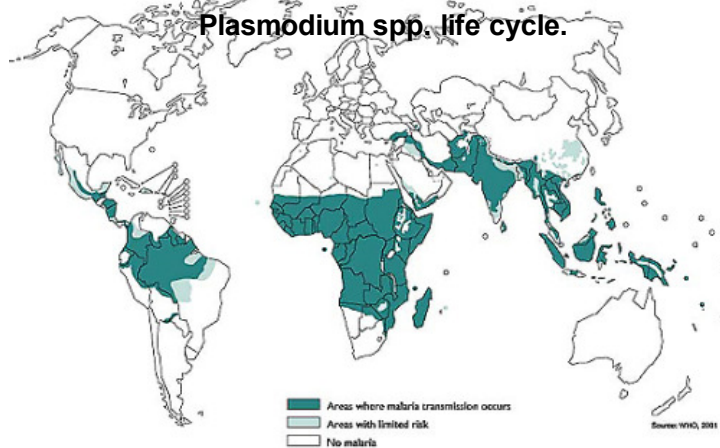 Plasmodium spp. life cycle.
Areas where malaria transmission occurs
Areas with limited risk
No malaria
Source: WHO, 2001